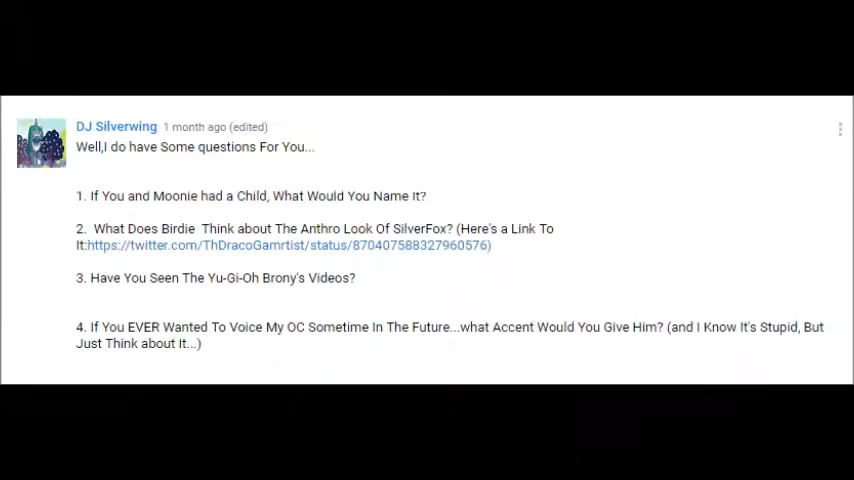 DJ Silverwing 1 month ago (edited)
Well,I do have Some questions For You...
1. If You and Moonie had a Child, What Would You Name It?
2. What Does Birdie Think about The Anthro Look Of SilverFox? (Here's a Link To
It:https://twitter.com/ThDracoGamrtist/status/870407588327960576)
3. Have You Seen The Yu-Gi-Oh Brony's Videos?
4. If You EVER Wanted To Voice My OC Sometime In The Future...what Accent Would You Give Him? (and I Know It's Stupid, But
Just Think about It...)